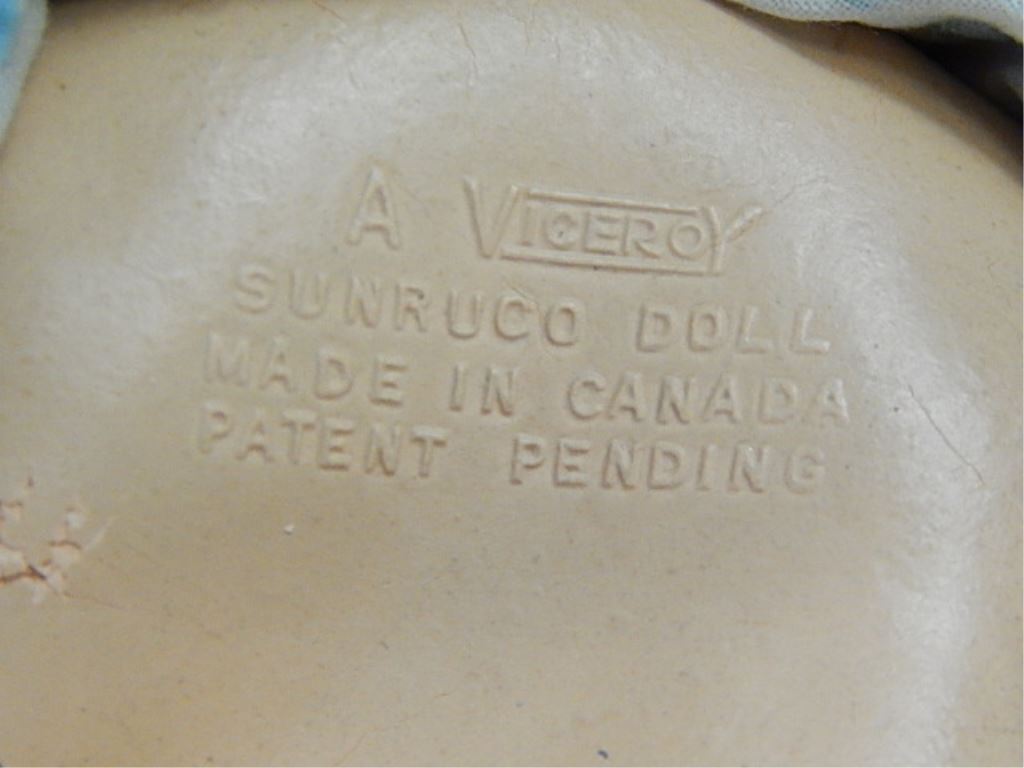 A VICEROY
SUNRUCO DOLL
MADE IN CANADA
PATENT PENDING